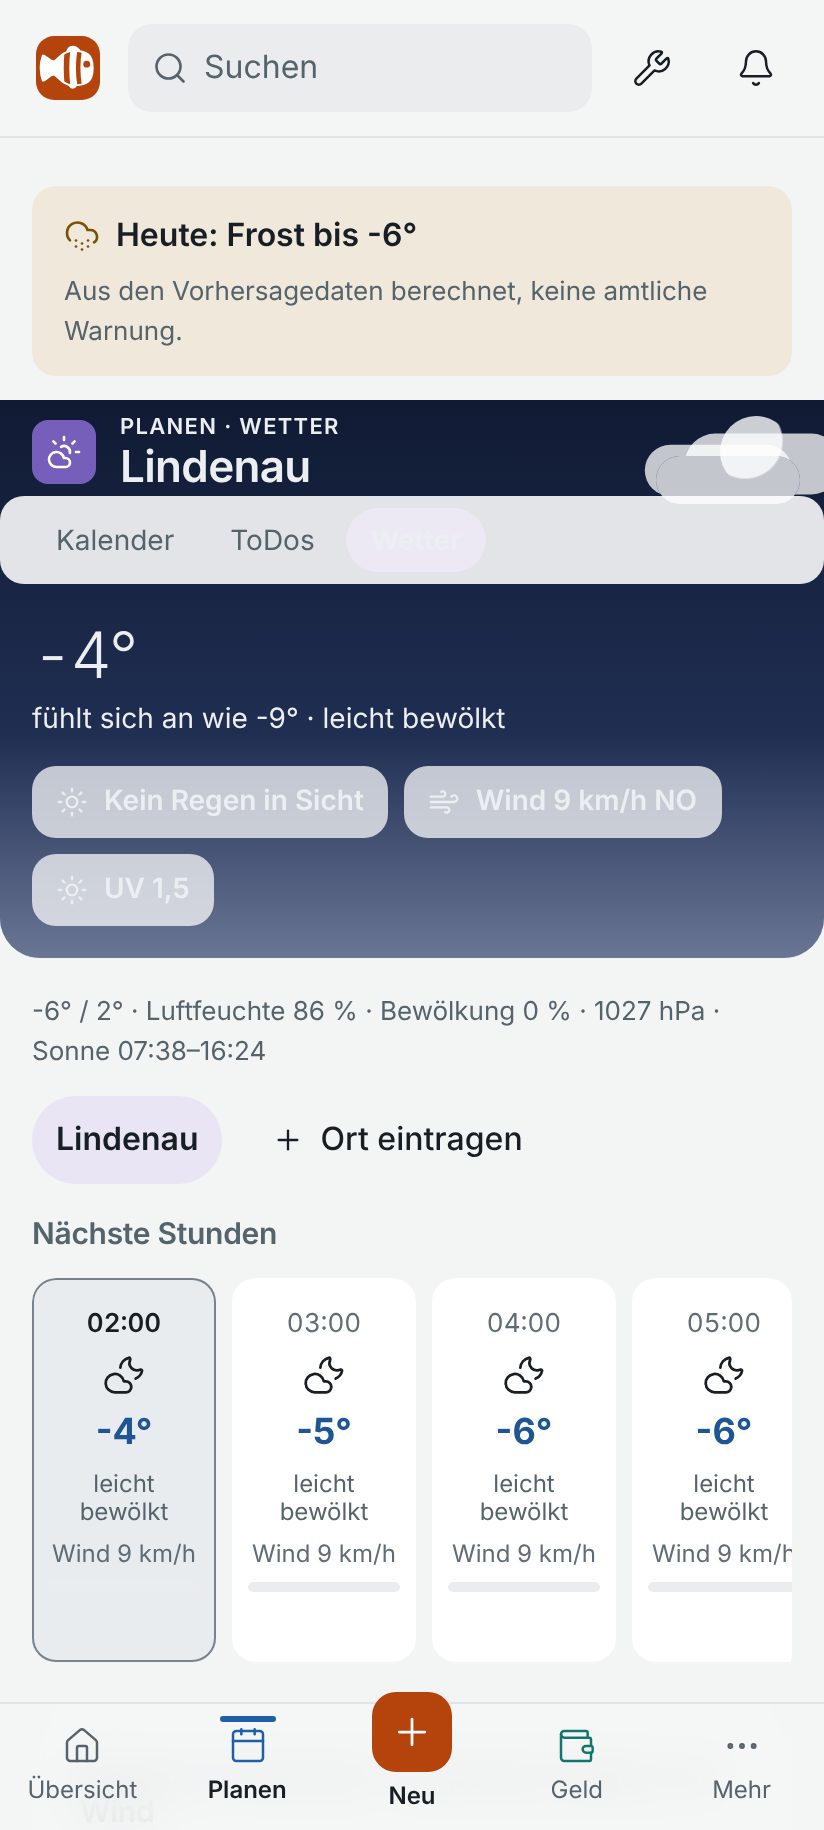 Suchen
Heute: Frost bis -6°
Aus den Vorhersagedaten berechnet, keine amtliche
Warnung.
PLANEN · WETTER
Lindenau
Kalender ToDos Wetter
-4°
fühlt sich an wie -9° · leicht bewölkt
Kein Regen in Sicht Wind 9 km/h NO
UV 1,5
-6° / 2° · Luftfeuchte 86 % · Bewölkung 0 % · 1027 hPa ·
Sonne 07:38–16:24
Lindenau + Ort eintragen
Nächste Stunden
02:00 03:00 04:00 05:00
-4° -5° -6° -6°
leicht leicht leicht leicht
bewölkt bewölkt bewölkt bewölkt
Wind 9 km/h Wind 9 km/h Wind 9 km/h Wind 9 km/h
Übersicht Planen Neu Geld Mehr
Wind